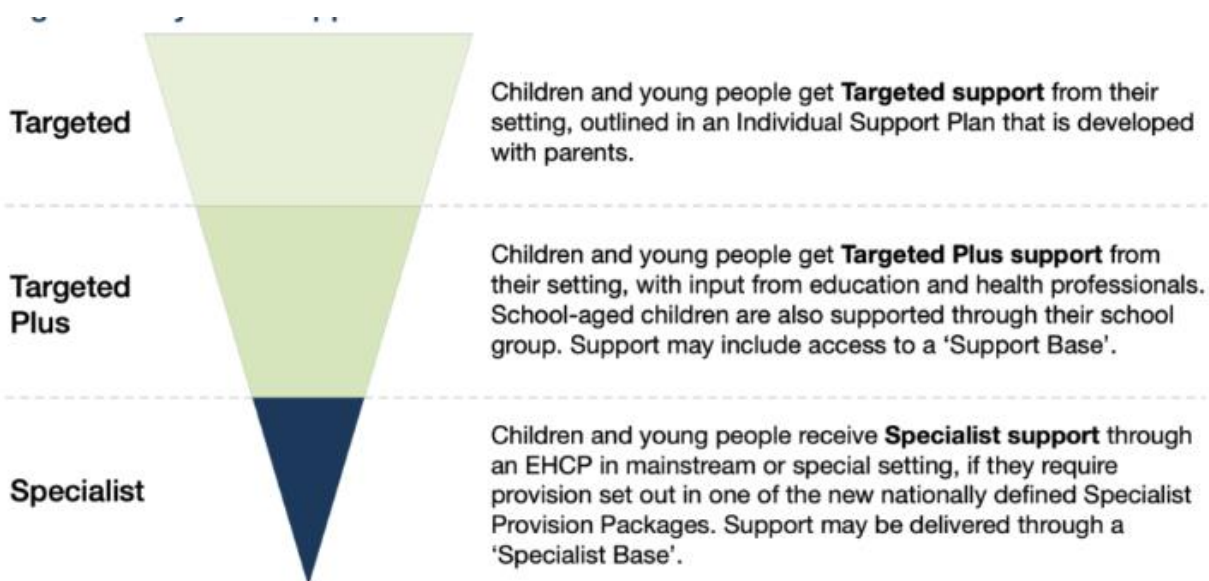 Targeted
Children and young people get Targeted support from their
setting, outlined in an Individual Support Plan that is developed
with parents.
Targeted
Plus
Children and young people get Targeted Plus support from
their setting, with input from education and health professionals.
School-aged children are also supported through their school
group. Support may include access to a ‘Support Base’.
Specialist
Children and young people receive Specialist support through
an EHCP in mainstream or special setting, if they require
provision set out in one of the new nationally defined Specialist
Provision Packages. Support may be delivered through a
‘Specialist Base’.